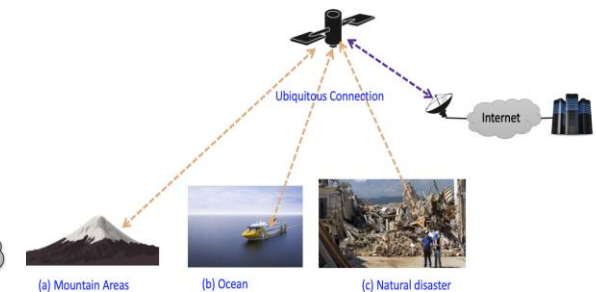 Ubiquitous Connection
Internet
(a) Mountain Areas
(b) Ocean
(c) Natural disaster